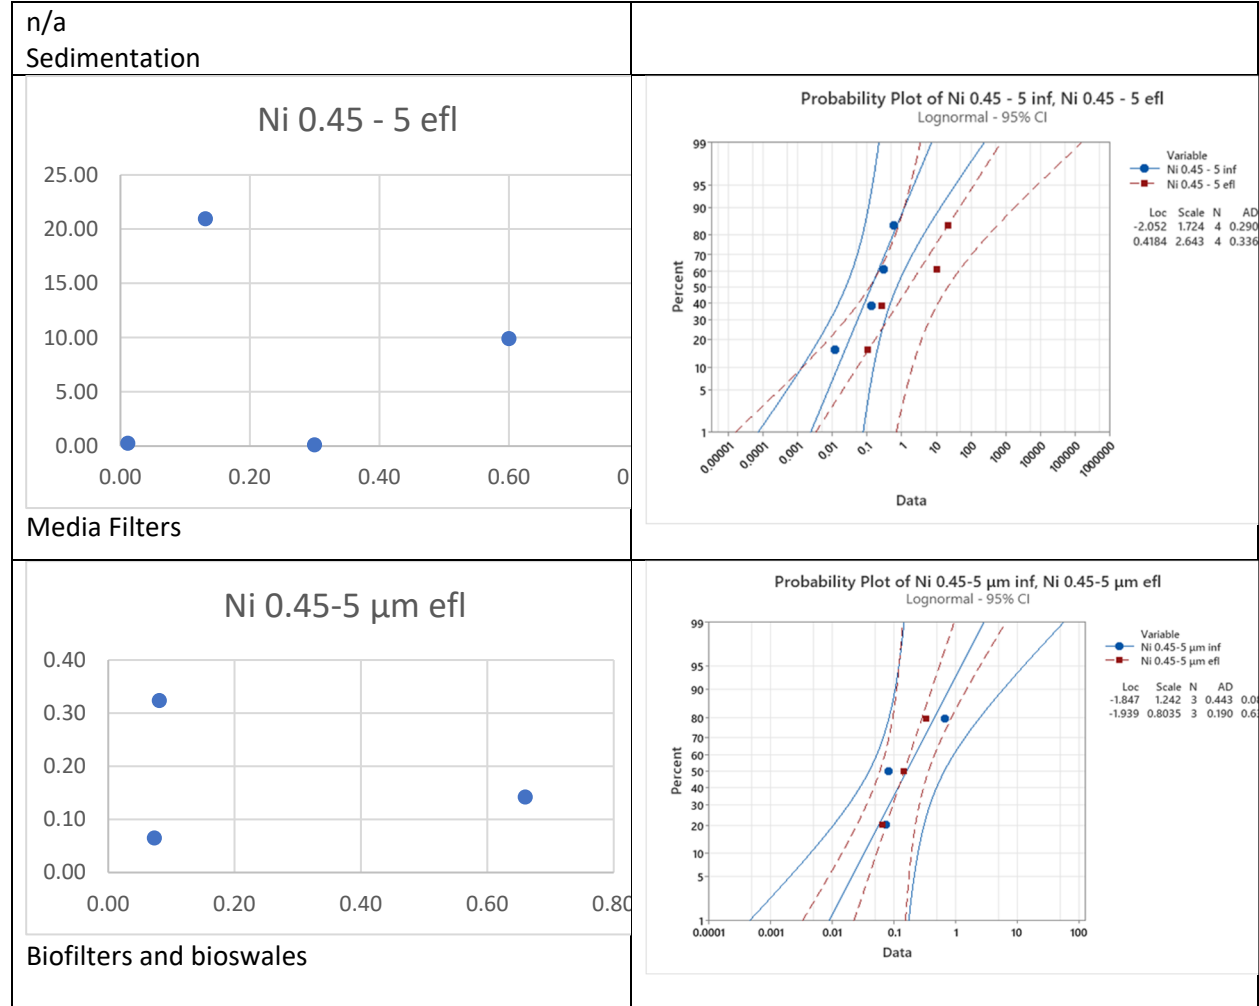 n/a
Sedimentation
Ni 0.45 - 5 efl
25.00
20.00
15.00
10.00
5.00
0.00
0.00 0.20 0.40 0.60 0
Media Filters
Probability Plot of Ni 0.45 - 5 inf, Ni 0.45 - 5 efl
Lognormal - 95% CI
99
95
90
80
70
60
50
40
30
20
10
5
1
Percent
0.00001 0.0001 0.001 0.01 0.1 1 10 100 1000 10000 100000 1000000
Data
Variable
Ni 0.45 - 5 inf
Ni 0.45 - 5 efl
Loc Scale N AD
-2.052 1.724 4 0.290
0.4184 2.643 4 0.336
Ni 0.45-5 µm efl
0.40
0.30
0.20
0.10
0.00
0.00 0.20 0.40 0.60 0.80
Biofilters and bioswales
Probability Plot of Ni 0.45-5 µm inf, Ni 0.45-5 µm efl
Lognormal - 95% CI
99
95
90
80
70
60
50
40
30
20
10
5
1
Percent
0.0001 0.001 0.01 0.1 1 10 100
Data
Variable
Ni 0.45-5 µm inf
Ni 0.45-5 µm efl
Loc Scale N AD
-1.847 1.242 3 0.443
-1.939 0.8035 3 0.190